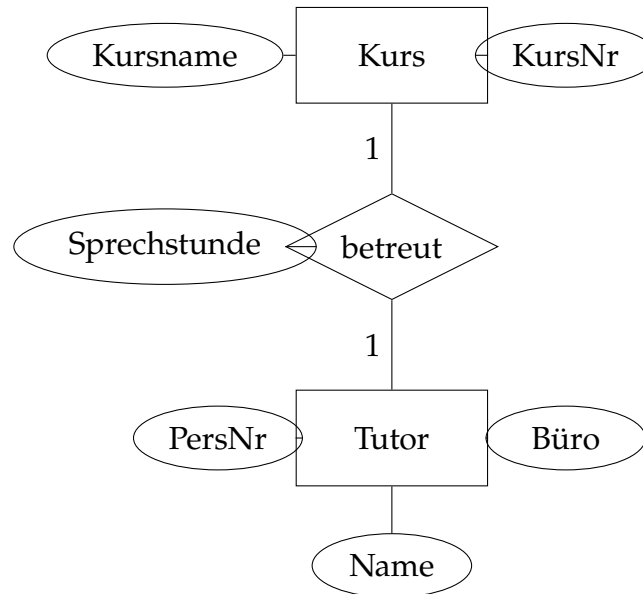 Kursname
Kurs
KursNr
1
Sprechstunde
betreut
1
PersNr
Tutor
Büro
Name